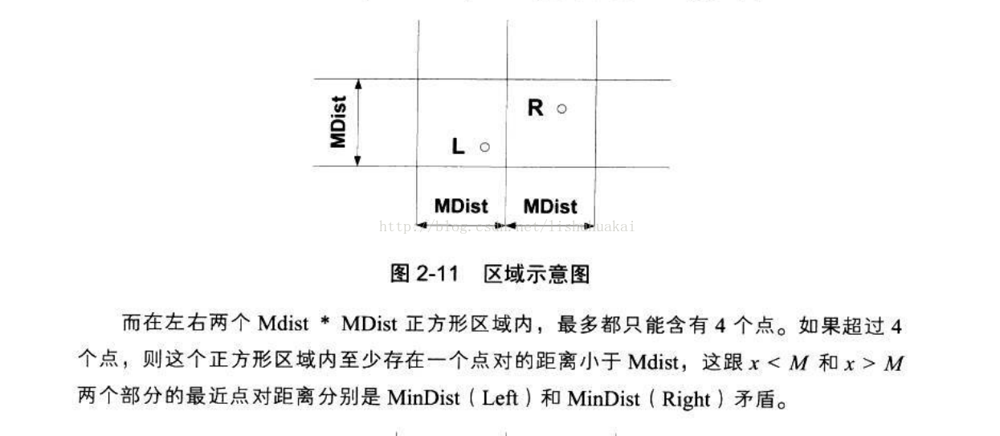 R
MDist
L
MDist MDist
http://blog.csdn.net/lishuhuakai
图 2-11 区域示意图
而在左右两个 Mdist * MDist 正方形区域内，最多都只能含有 4 个点。如果超过 4
个点，则这个正方形区域内至少存在一个点对的距离小于 Mdist，这跟 x < M 和 x > M
两个部分的最近点对距离分别是 MinDist（Left）和 MinDist（Right）矛盾。